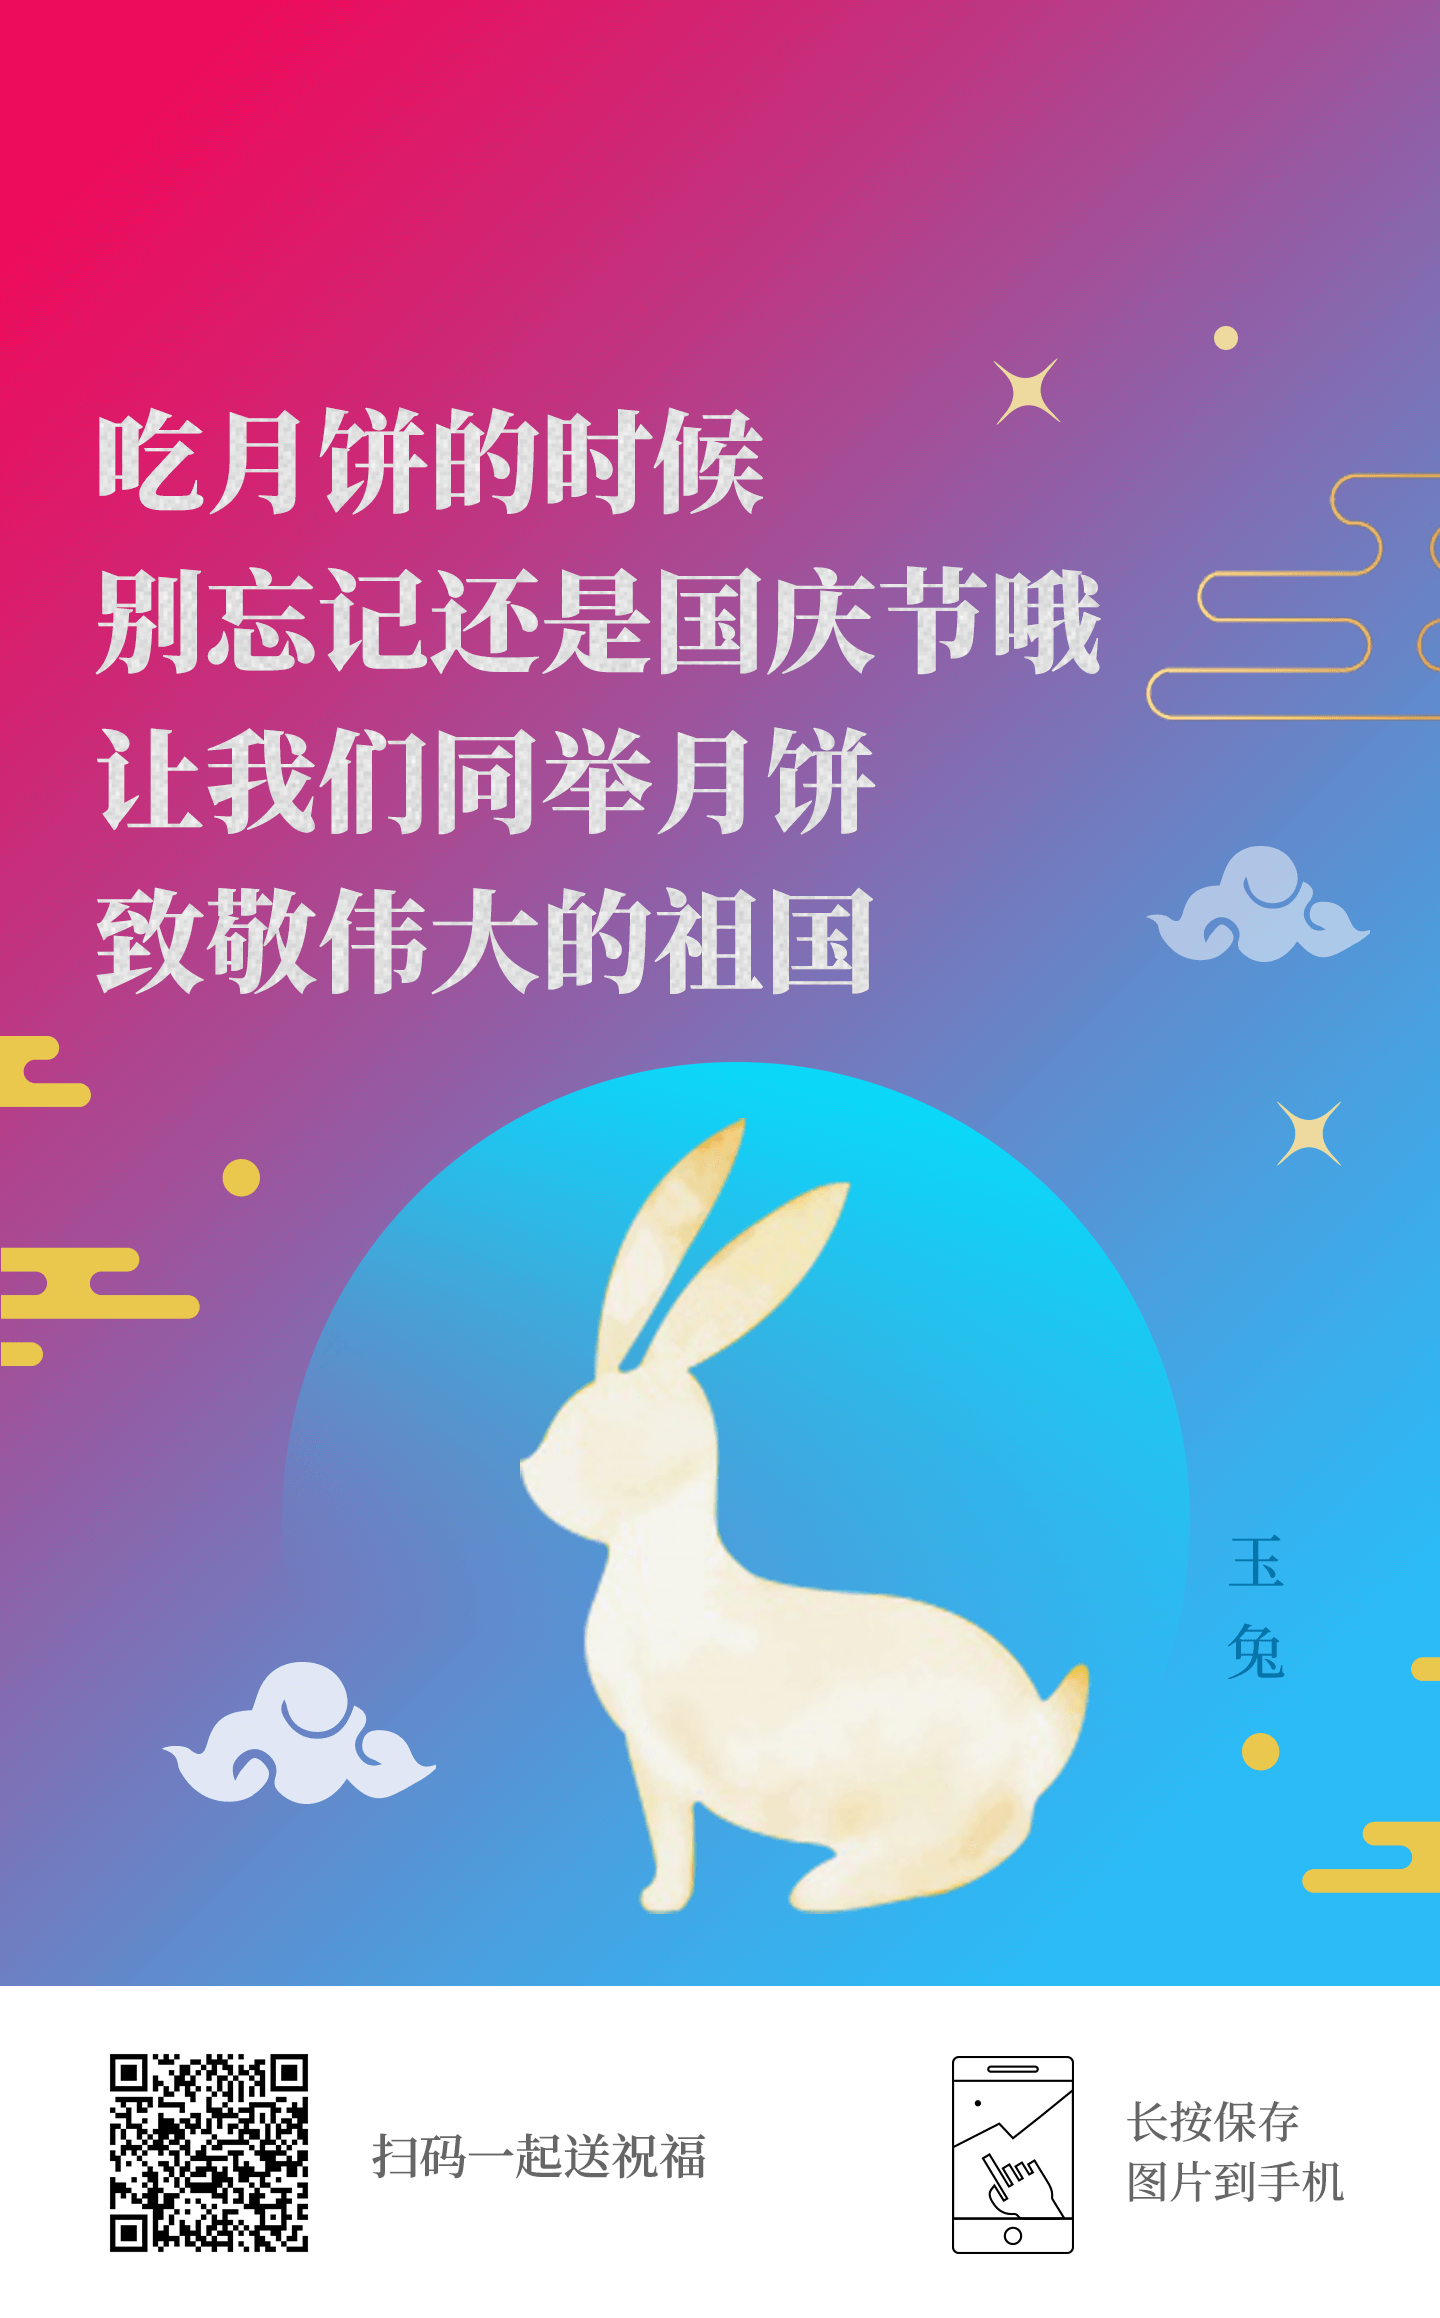 吃月饼的时候
别忘记还是国庆节哦
让我们同举月饼
致敬伟大的祖国
玉兔
扫码一起送祝福
长按保存
图片到手机